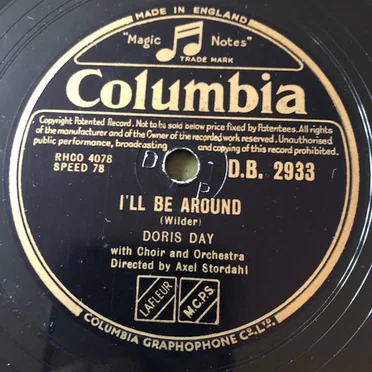 MADE IN ENGLAND
"Magic Notes"
TRADE MARK
Columbia
Copyright Patented Record. Not to be sold below price fixed by Patentees. All rights
of the manufacturer and of the Owner of the recorded work reserved. Unauthorised
public performance, broadcasting and copying of this record prohibited.
RHCO 4078
SPEED 78
D.B. 2933
I'LL BE AROUND
(Wilder)
DORIS DAY
with Choir and Orchestra
Directed by Axel Stordahl
LAFLEUR
M.C.P.S.
COLUMBIA GRAPHOPHONE CO. LTD.